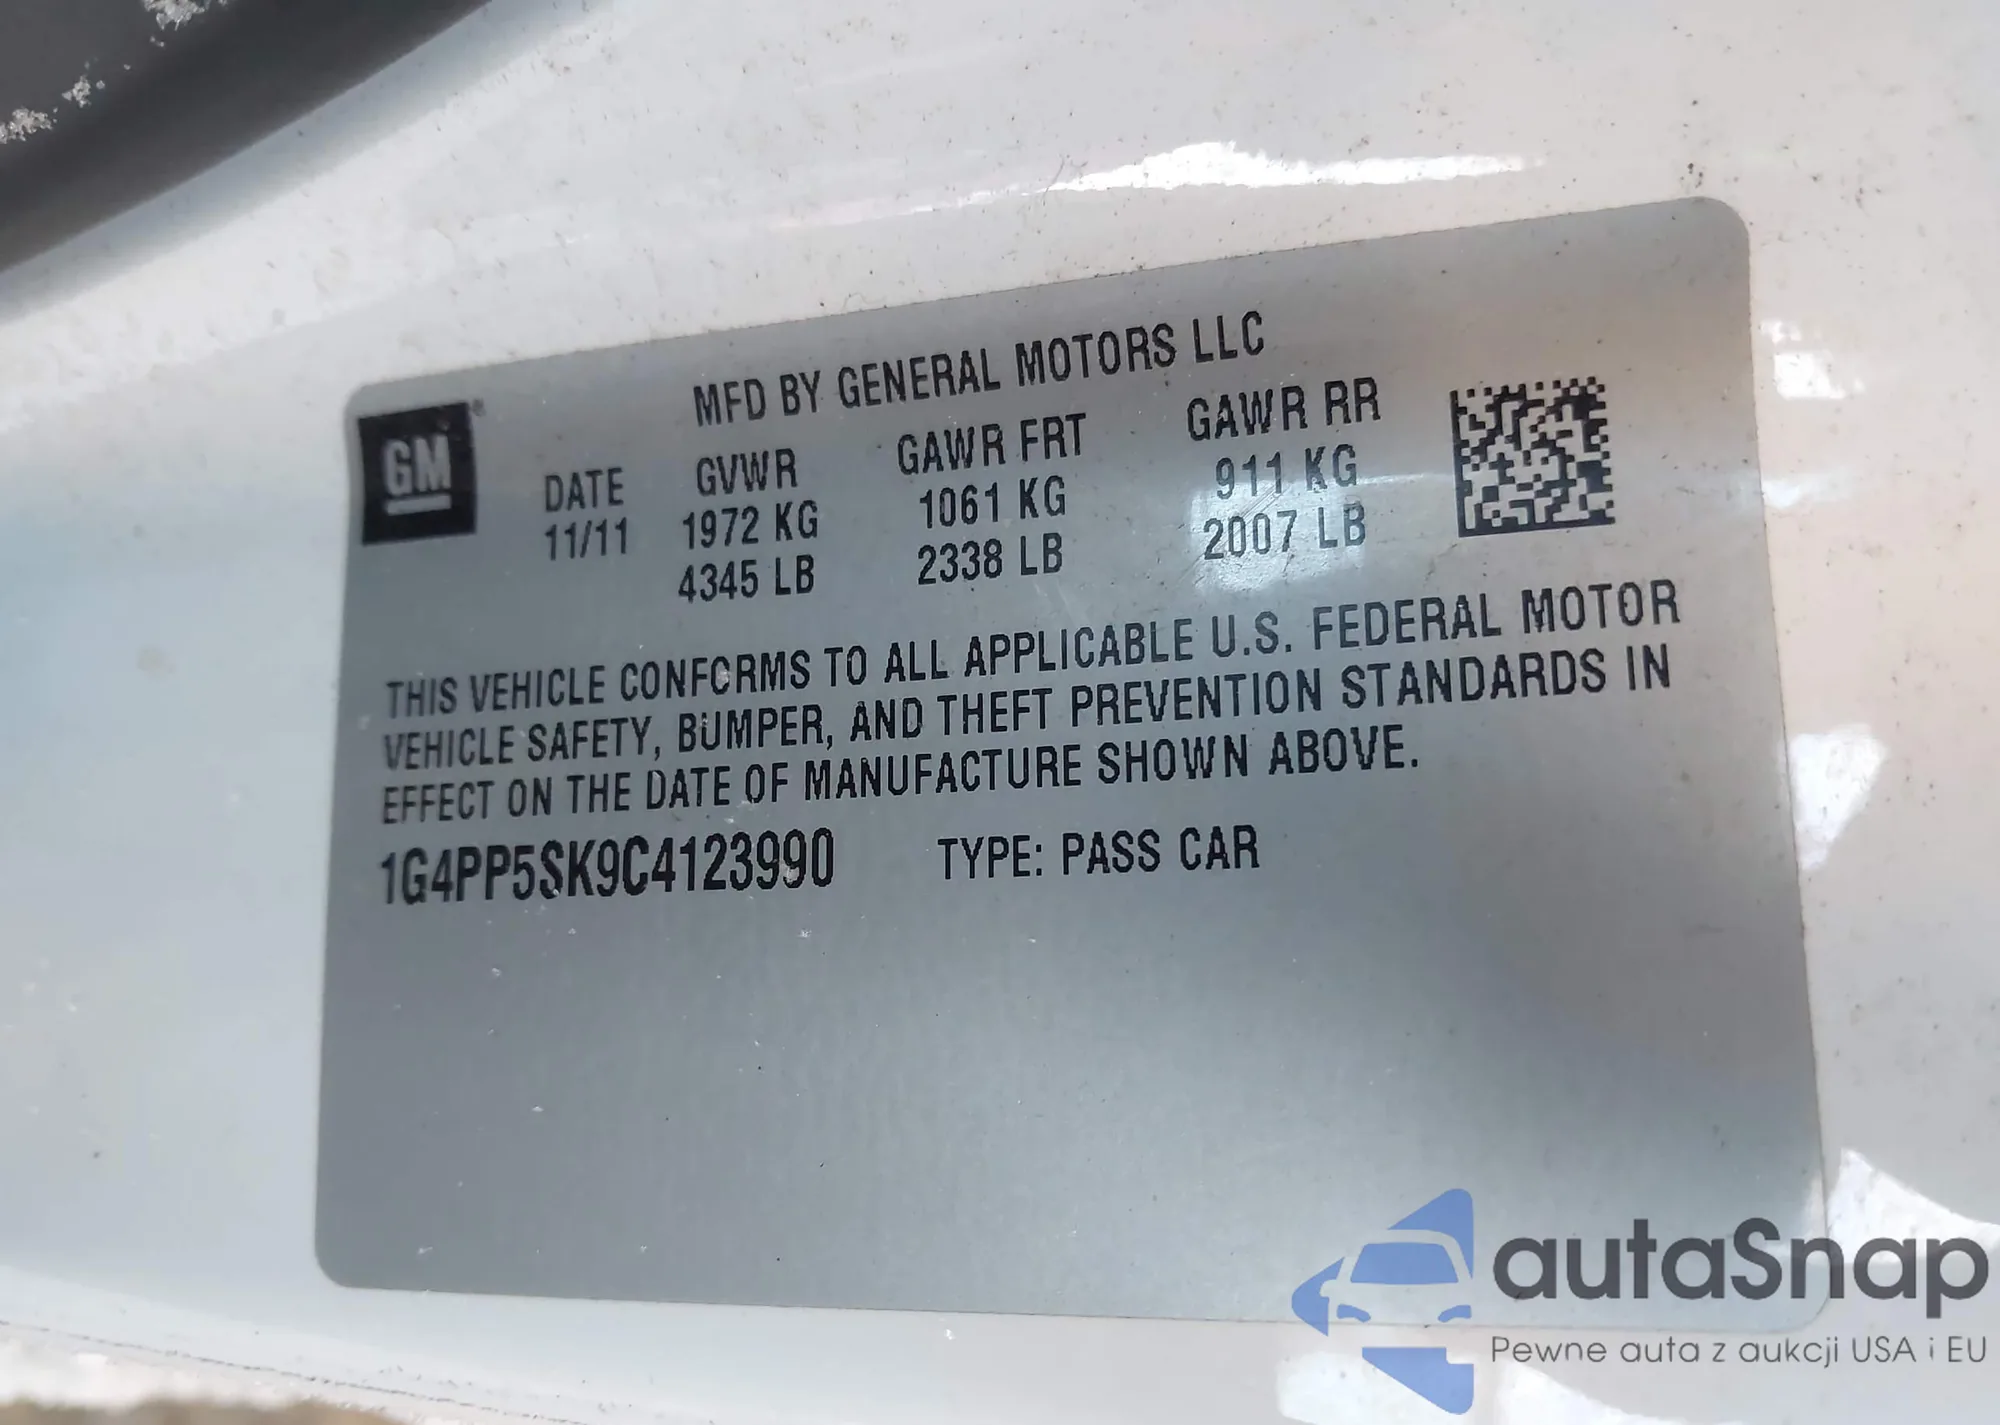 MFD BY GENERAL MOTORS LLC
GM®
DATE GVWR GAWR FRT GAWR RR
11/11 1972 KG 1061 KG 911 KG
4345 LB 2338 LB 2007 LB
THIS VEHICLE CONFORMS TO ALL APPLICABLE U.S. FEDERAL MOTOR
VEHICLE SAFETY, BUMPER, AND THEFT PREVENTION STANDARDS IN
EFFECT ON THE DATE OF MANUFACTURE SHOWN ABOVE.
1G4PP5SK9C4123990 TYPE: PASS CAR
autaSnap
Pewne auta z aukcji USA i EU